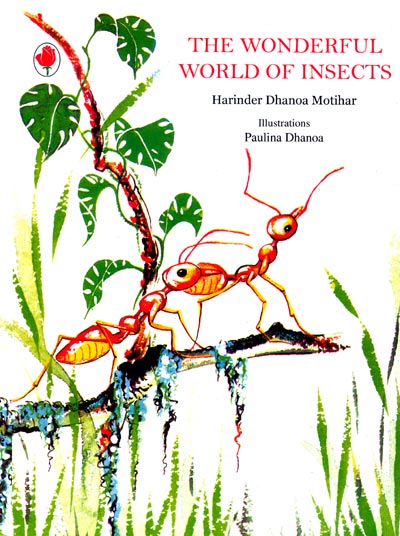 THE WONDERFUL
WORLD OF INSECTS
Harinder Dhanoa Motihar
Illustrations
Paulina Dhanoa